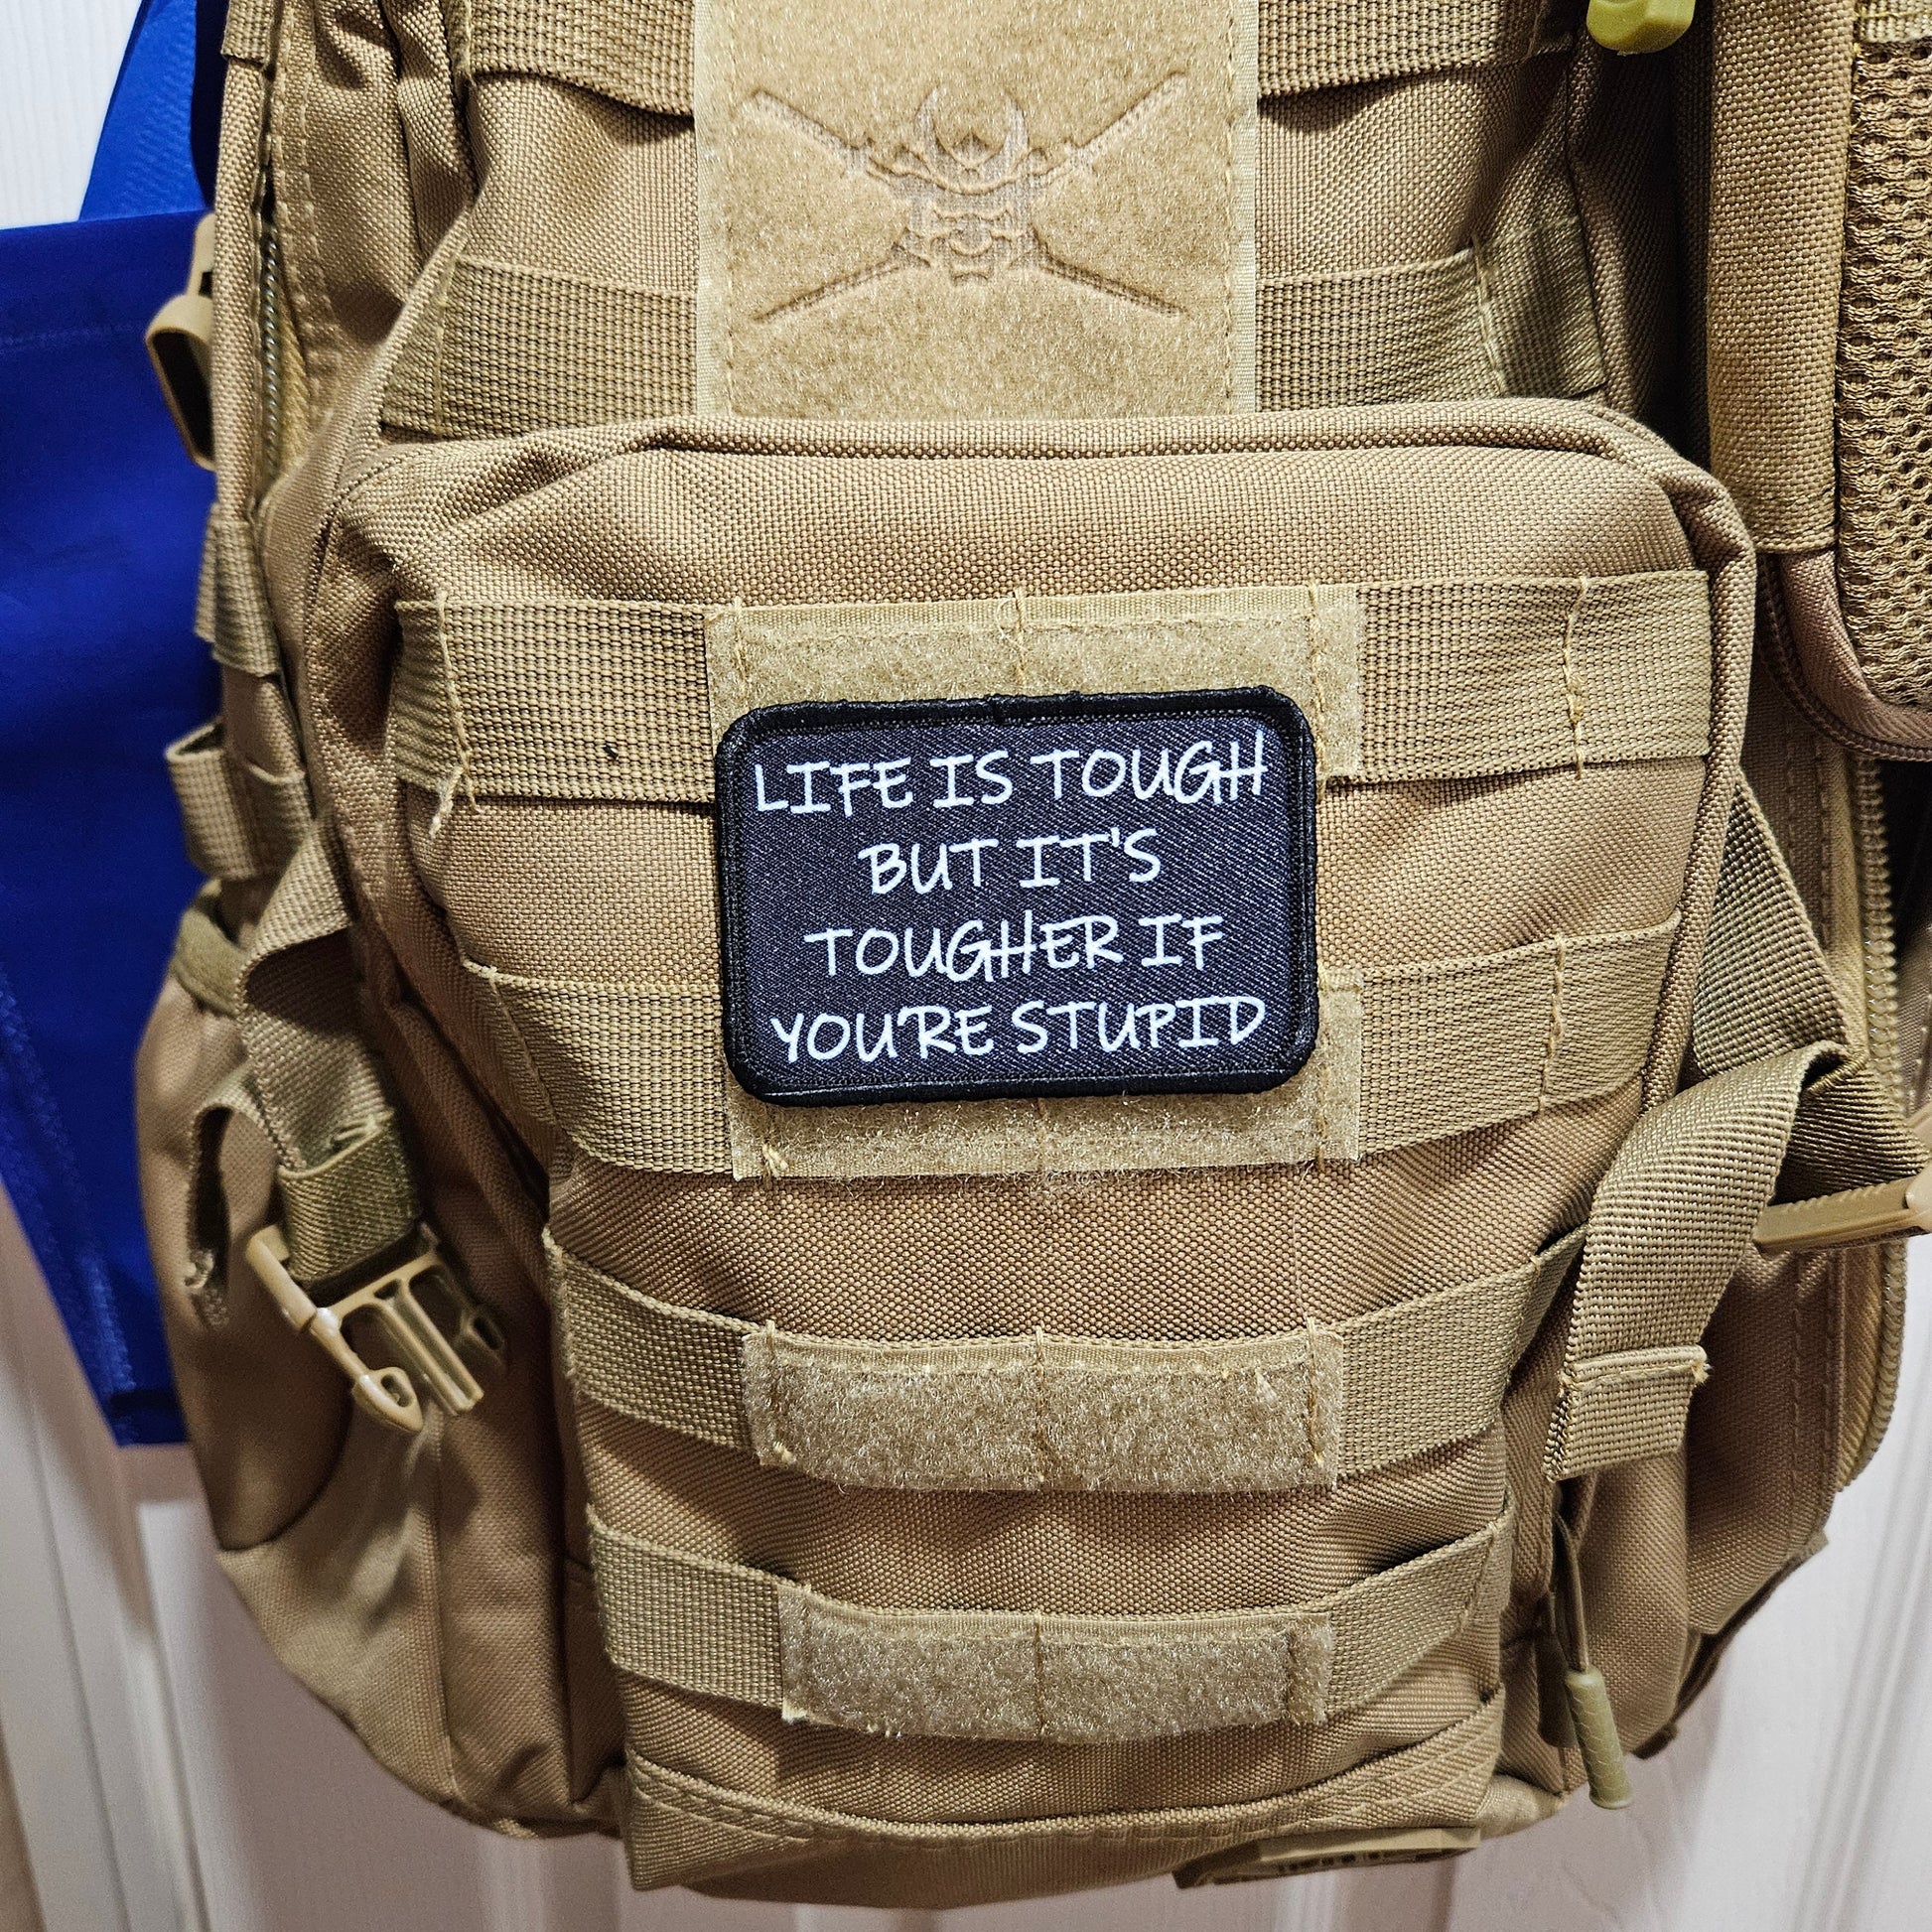 LIFE IS TOUGH
BUT IT'S
TOUGHER IF
YOU'RE STUPID